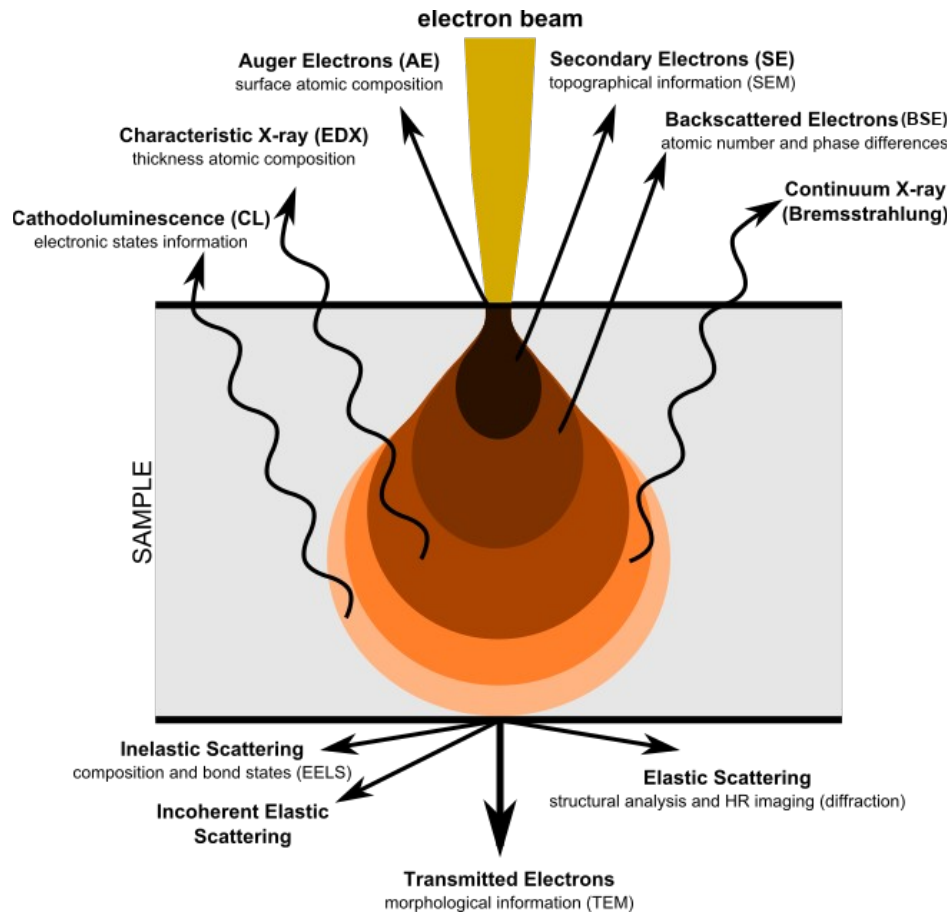 electron beam
Auger Electrons (AE)
surface atomic composition
Secondary Electrons (SE)
topographical information (SEM)
Characteristic X-ray (EDX)
thickness atomic composition
Backscattered Electrons (BSE)
atomic number and phase differences
Cathodoluminescence (CL)
electronic states information
Continuum X-ray
(Bremsstrahlung)
SAMPLE
Inelastic Scattering
composition and bond states (EELS)
Incoherent Elastic
Scattering
Elastic Scattering
structural analysis and HR imaging (diffraction)
Transmitted Electrons
morphological information (TEM)